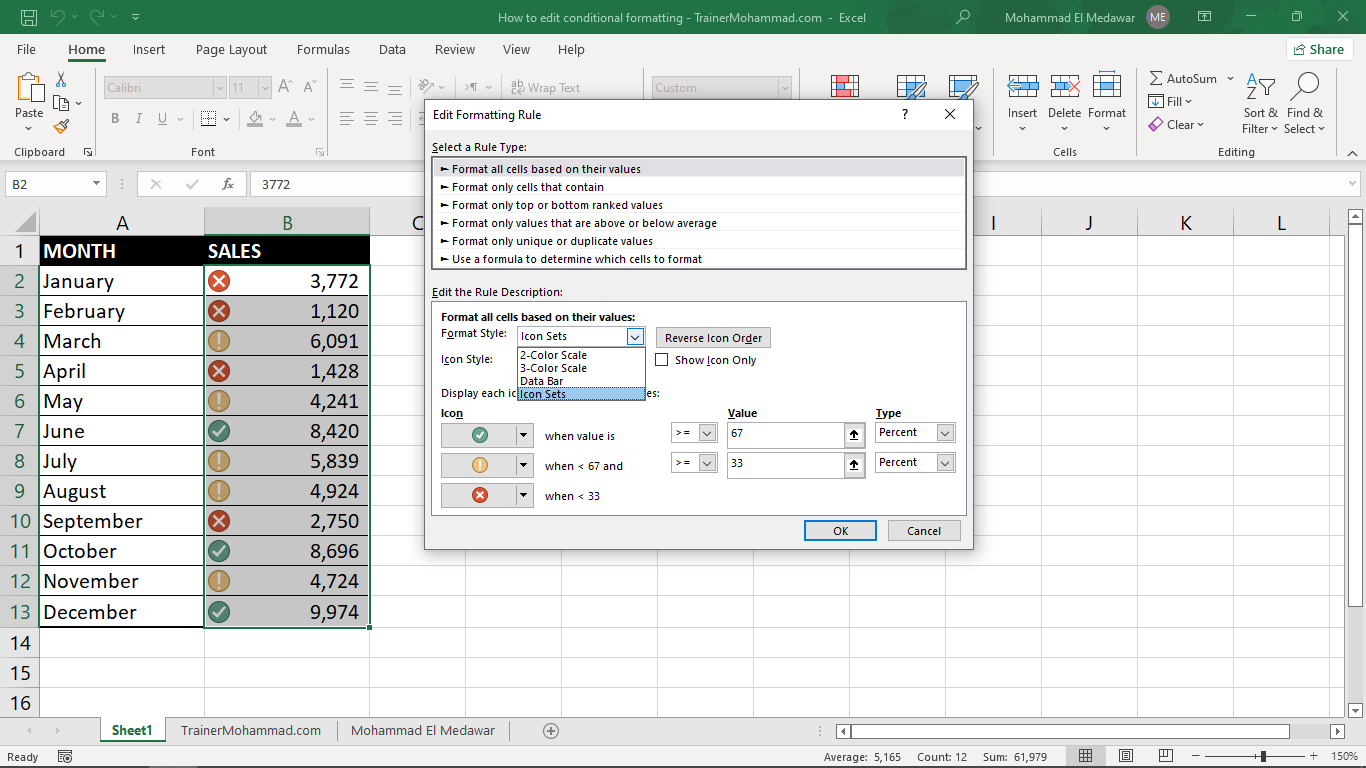 How to edit conditional formatting - TrainerMohammad.com - Excel
Mohammad El Medawar ME
File Home Insert Page Layout Formulas Data Review View Help
Share
Paste
Calibri 11
B I U
Wrap Text
Custom
Insert Delete Format
AutoSum
Fill
Clear
Sort & Filter
Find & Select
Clipboard Font Cells Editing
B2 fx 3772
A B C I J K L
1 MONTH SALES
2 January 3,772
3 February 1,120
4 March 6,091
5 April 1,428
6 May 4,241
7 June 8,420
8 July 5,839
9 August 4,924
10 September 2,750
11 October 8,696
12 November 4,724
13 December 9,974
14
15
16
Edit Formatting Rule ?
Select a Rule Type:
► Format all cells based on their values
► Format only cells that contain
► Format only top or bottom ranked values
► Format only values that are above or below average
► Format only unique or duplicate values
► Use a formula to determine which cells to format
Edit the Rule Description:
Format all cells based on their values:
Format Style: Icon Sets Reverse Icon Order
2-Color Scale
Icon Style: Show Icon Only
3-Color Scale
Data Bar
Display each ic Icon Sets es:
Icon Value Type
when value is >= 67 Percent
when < 67 and >= 33 Percent
when < 33
OK Cancel
Sheet1 TrainerMohammad.com Mohammad El Medawar
Ready Average: 5,165 Count: 12 Sum: 61,979 150%